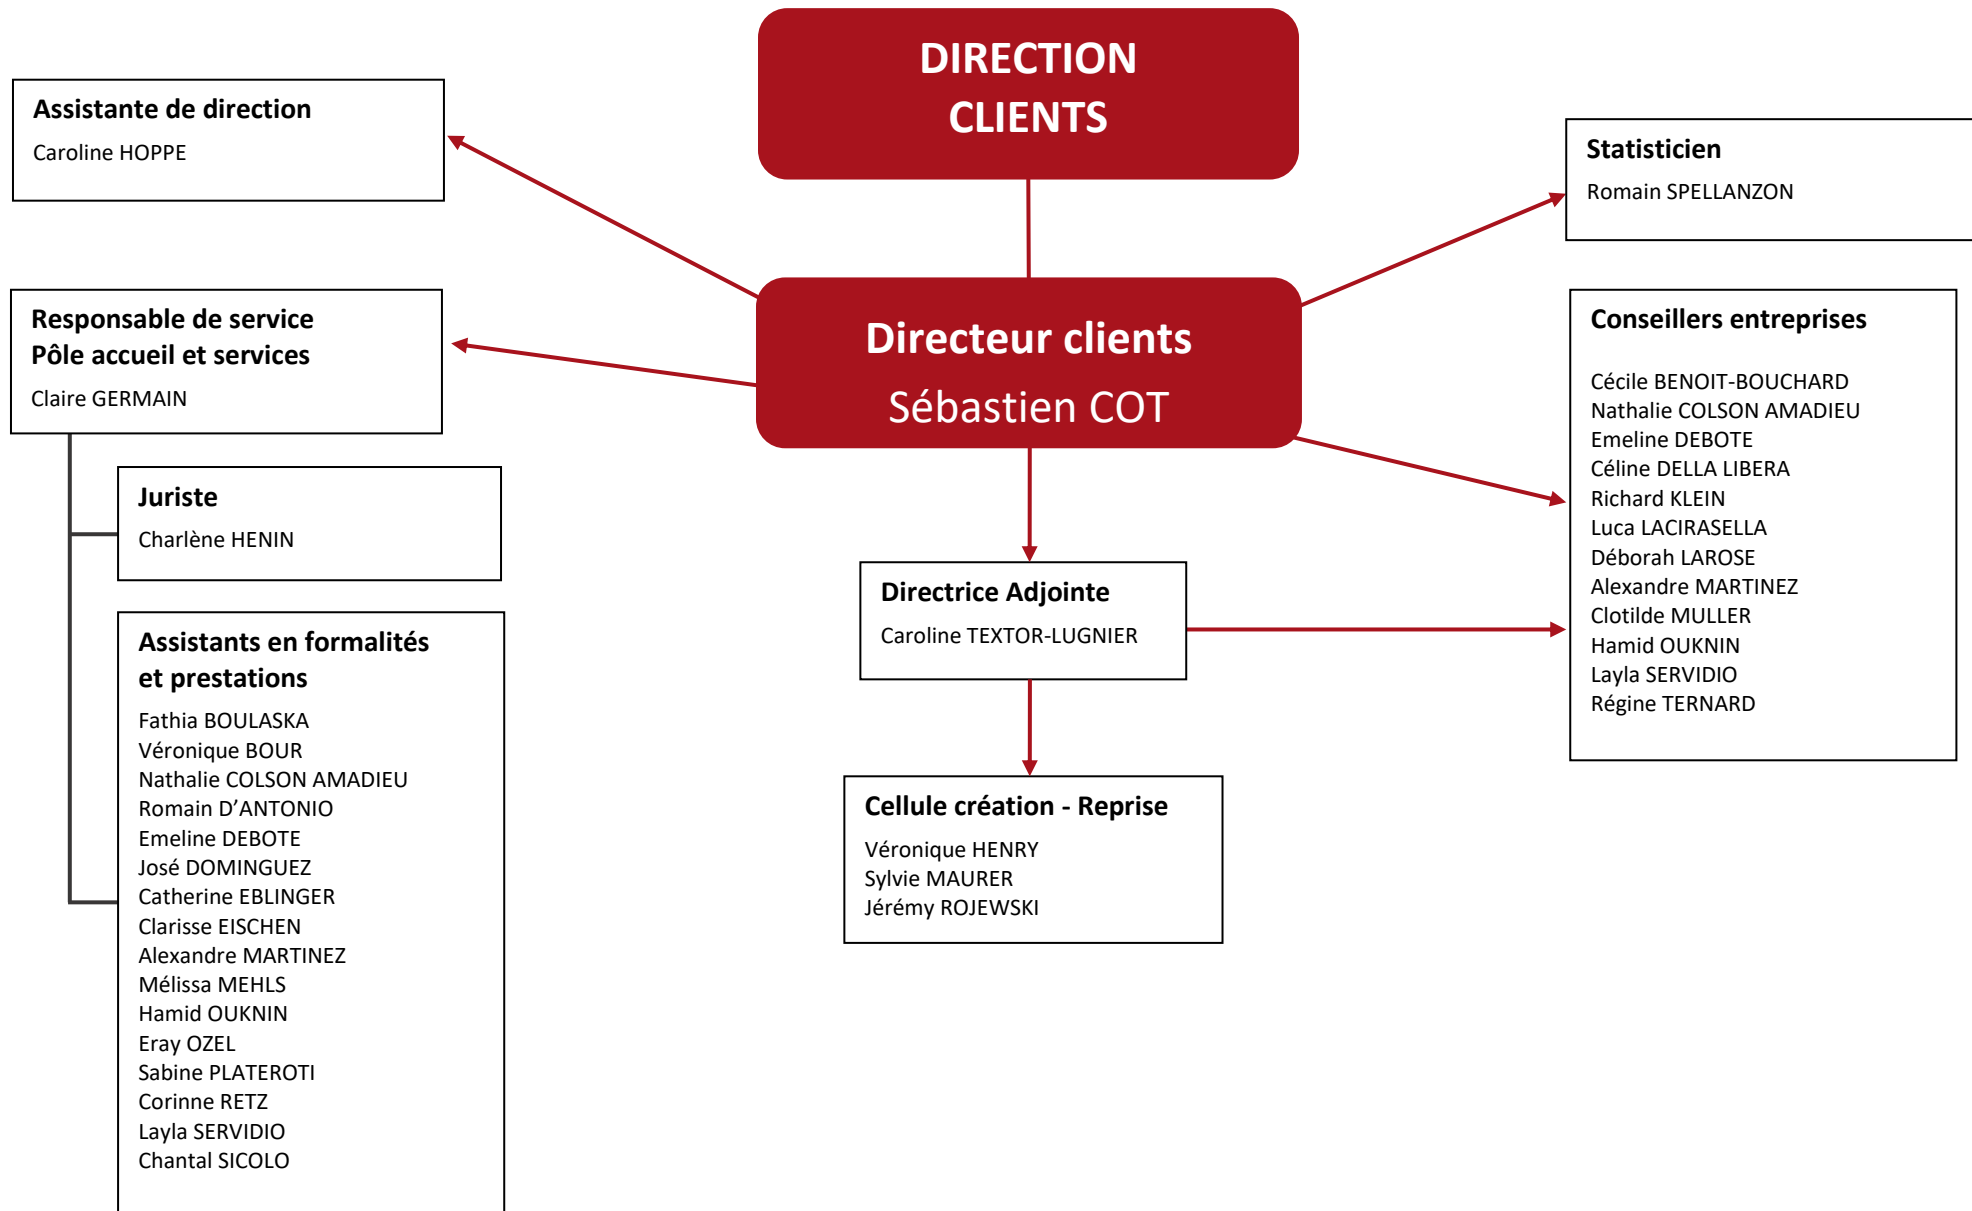 DIRECTION
CLIENTS
Assistante de direction
Caroline HOPPE
Statisticien
Romain SPELLANZON
Responsable de service
Pôle accueil et services
Claire GERMAIN
Directeur clients
Sébastien COT
Conseillers entreprises
Cécile BENOIT-BOUCHARD
Nathalie COLSON AMADIEU
Emeline DEBOTE
Céline DELLA LIBERA
Richard KLEIN
Luca LACIRASELLA
Déborah LAROSE
Alexandre MARTINEZ
Clotilde MULLER
Hamid OUKNIN
Layla SERVIDIO
Régine TERNARD
Juriste
Charlène HENIN
Directrice Adjointe
Caroline TEXTOR-LUGNIER
Assistants en formalités
et prestations
Fathia BOULASKA
Véronique BOUR
Nathalie COLSON AMADIEU
Romain D’ANTONIO
Emeline DEBOTE
José DOMINGUEZ
Catherine EBLINGER
Clarisse EISCHEN
Alexandre MARTINEZ
Mélissa MEHLS
Hamid OUKNIN
Eray OZEL
Sabine PLATEROTI
Corinne RETZ
Layla SERVIDIO
Chantal SICOLO
Cellule création - Reprise
Véronique HENRY
Sylvie MAURER
Jérémy ROJEWSKI